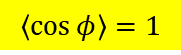 ⟨cos ϕ⟩ = 1